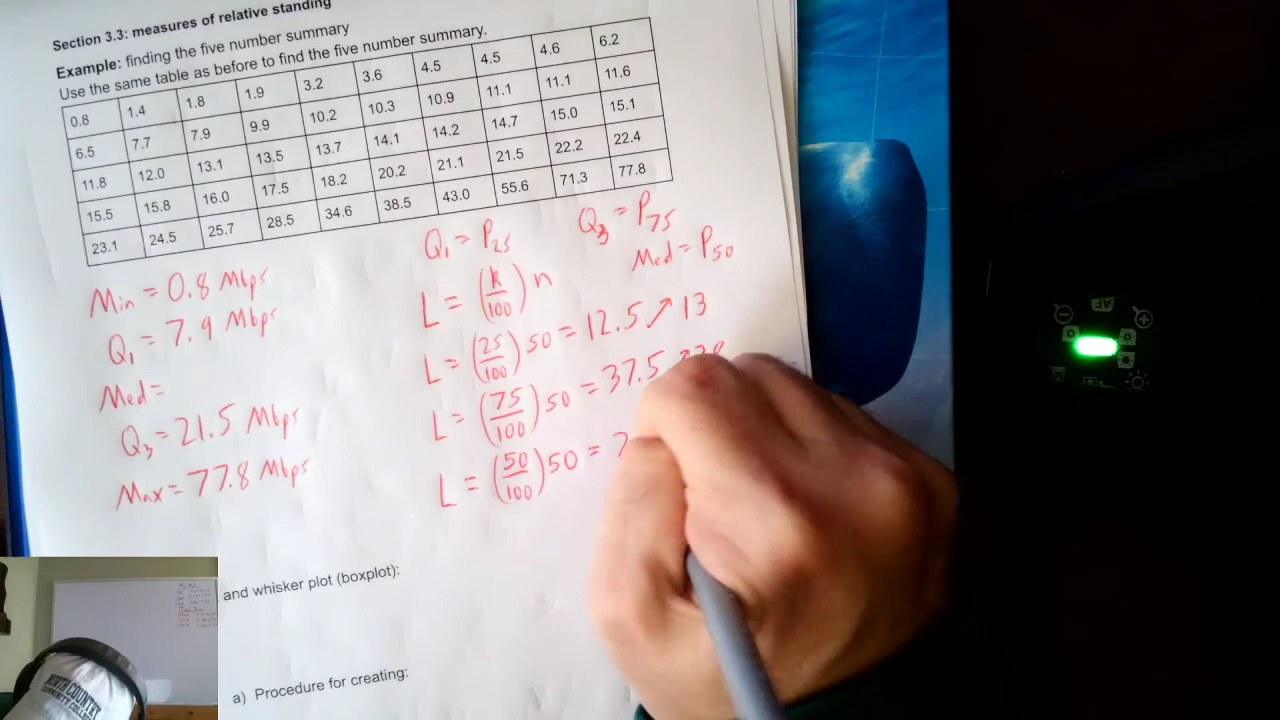 Section 3.3: measures of relative standing
Example: finding the five number summary
Use the same table as before to find the five number summary.
0.8 1.4 1.8 1.9 3.2 3.6 4.5 4.5 4.6 6.2
6.5 7.7 7.9 9.9 10.2 10.3 10.9 11.1 11.1 11.6
11.8 12.0 13.1 13.5 13.7 14.1 14.2 14.7 15.0 15.1
15.5 15.8 16.0 17.5 18.2 20.2 21.1 21.5 22.2 22.4
23.1 24.5 25.7 28.5 34.6 38.5 43.0 55.6 71.3 77.8
Min = 0.8 Mbps
Q₁ = 7.9 Mbps
Med =
Q₃ = 21.5 Mbps
Max = 77.8 Mbps
Q₁ = P₂₅
Q₃ = P₇₅
Med = P₅₀
L = (k/100) n
L = (25/100) 50 = 12.5 ↗ 13
L = (75/100) 50 = 37.5 ↗ 38
L = (50/100) 50 = 2
and whisker plot (boxplot):
a) Procedure for creating:
NORTH COUNTRY
COMMUNITY COLLEGE
AF